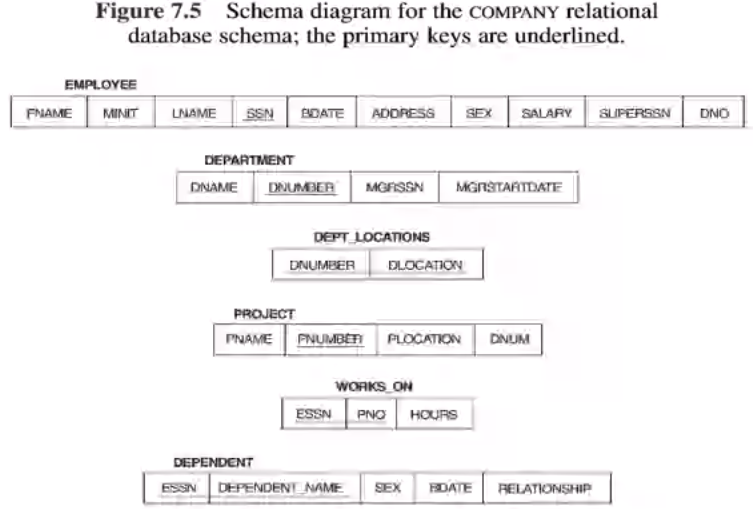 Figure 7.5 Schema diagram for the COMPANY relational
database schema; the primary keys are underlined.
EMPLOYEE
FNAME MINIT LNAME SSN BDATE ADDRESS SEX SALARY SUPERSSN DNO
DEPARTMENT
DNAME DNUMBER MGRSSN MGRSTARTDATE
DEPT_LOCATIONS
DNUMBER DLOCATION
PROJECT
PNAME PNUMBER PLOCATION DNUM
WORKS_ON
ESSN PNO HOURS
DEPENDENT
ESSN DEPENDENT_NAME SEX BDATE RELATIONSHIP